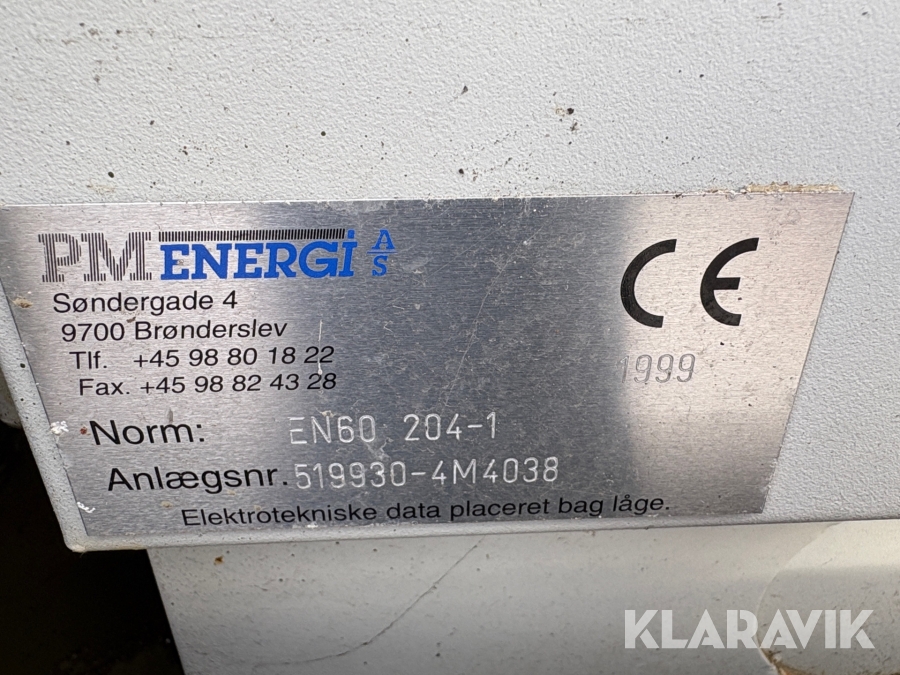 PM ENERGI A/S
CE
Søndergade 4
9700 Brønderslev
Tlf. +45 98 80 18 22
Fax. +45 98 82 43 28
1999
Norm: EN60 204-1
Anlægsnr. 519930-4M4038
Elektrotekniske data placeret bag låge.
KLARAVIK